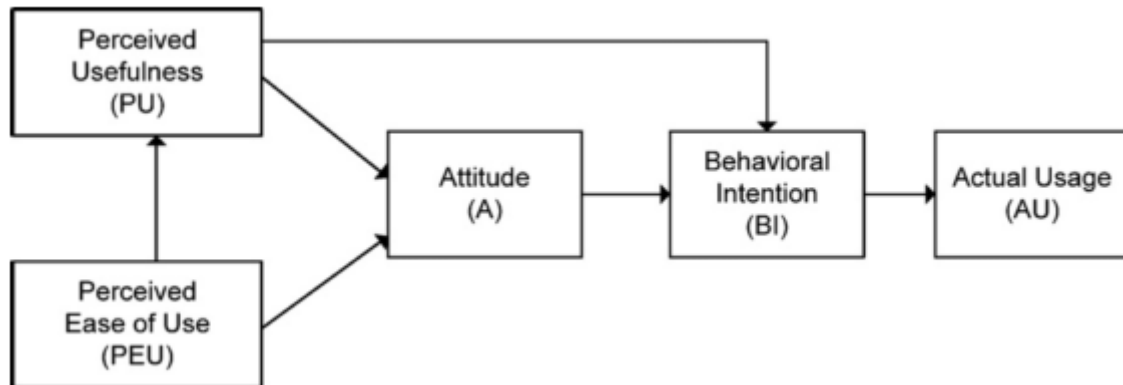 Perceived
Usefulness
(PU)
Attitude
(A)
Behavioral
Intention
(BI)
Actual Usage
(AU)
Perceived
Ease of Use
(PEU)